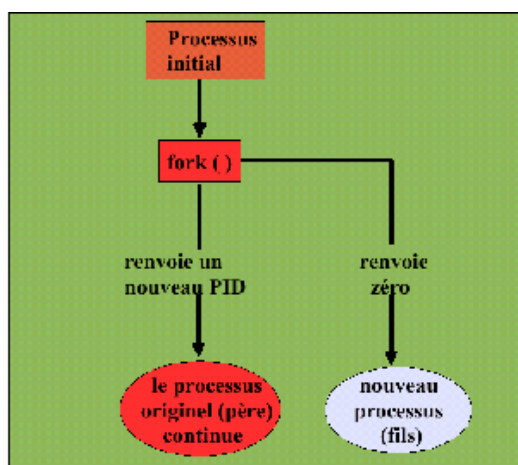 Processus
initial
fork ( )
renvoie un
nouveau PID
renvoie
zéro
le processus
originel (père)
continue
nouveau
processus
(fils)